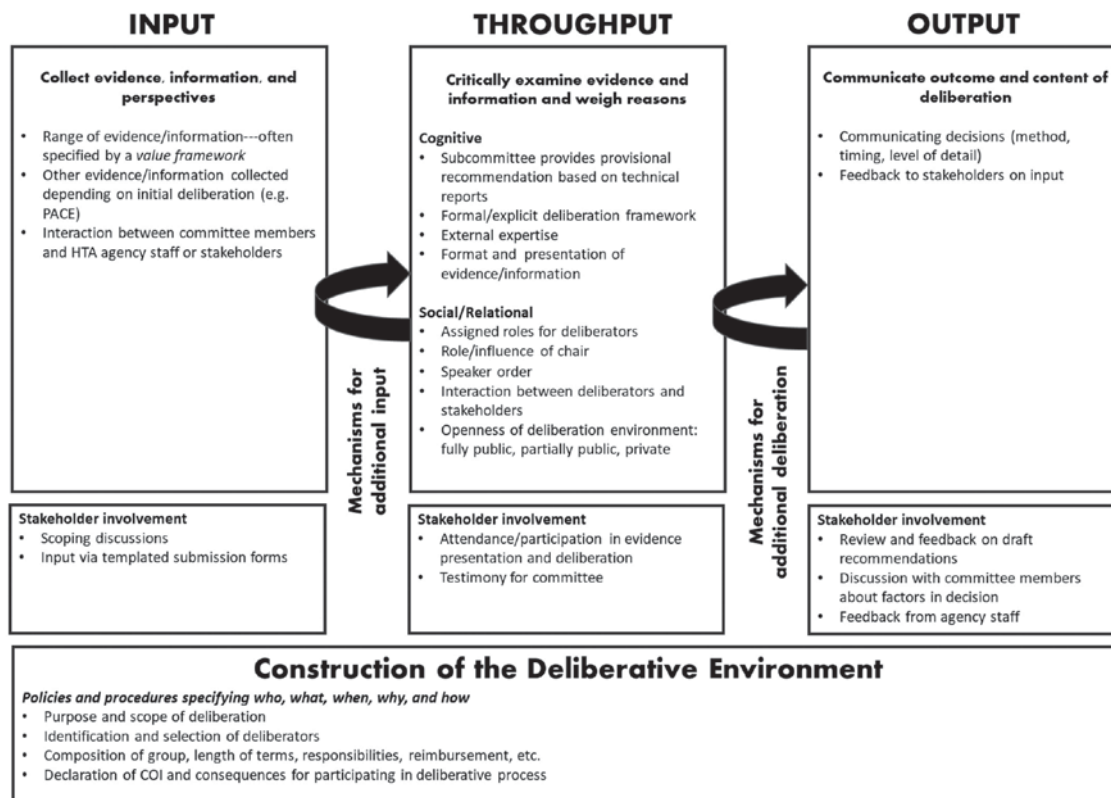 INPUT
Collect evidence, information, and
perspectives
• Range of evidence/information---often
specified by a value framework
• Other evidence/information collected
depending on initial deliberation (e.g.
PACE)
• Interaction between committee members
and HTA agency staff or stakeholders
Stakeholder involvement
• Scoping discussions
• Input via templated submission forms
Mechanisms for
additional input
THROUGHPUT
Critically examine evidence and
information and weigh reasons
Cognitive
• Subcommittee provides provisional
recommendation based on technical
reports
• Formal/explicit deliberation framework
• External expertise
• Format and presentation of
evidence/information
Social/Relational
• Assigned roles for deliberators
• Role/influence of chair
• Speaker order
• Interaction between deliberators and
stakeholders
• Openness of deliberation environment:
fully public, partially public, private
Stakeholder involvement
• Attendance/participation in evidence
presentation and deliberation
• Testimony for committee
Mechanisms for
additional deliberation
OUTPUT
Communicate outcome and content of
deliberation
• Communicating decisions (method,
timing, level of detail)
• Feedback to stakeholders on input
Stakeholder involvement
• Review and feedback on draft
recommendations
• Discussion with committee members
about factors in decision
• Feedback from agency staff
Construction of the Deliberative Environment
Policies and procedures specifying who, what, when, why, and how
• Purpose and scope of deliberation
• Identification and selection of deliberators
• Composition of group, length of terms, responsibilities, reimbursement, etc.
• Declaration of COI and consequences for participating in deliberative process